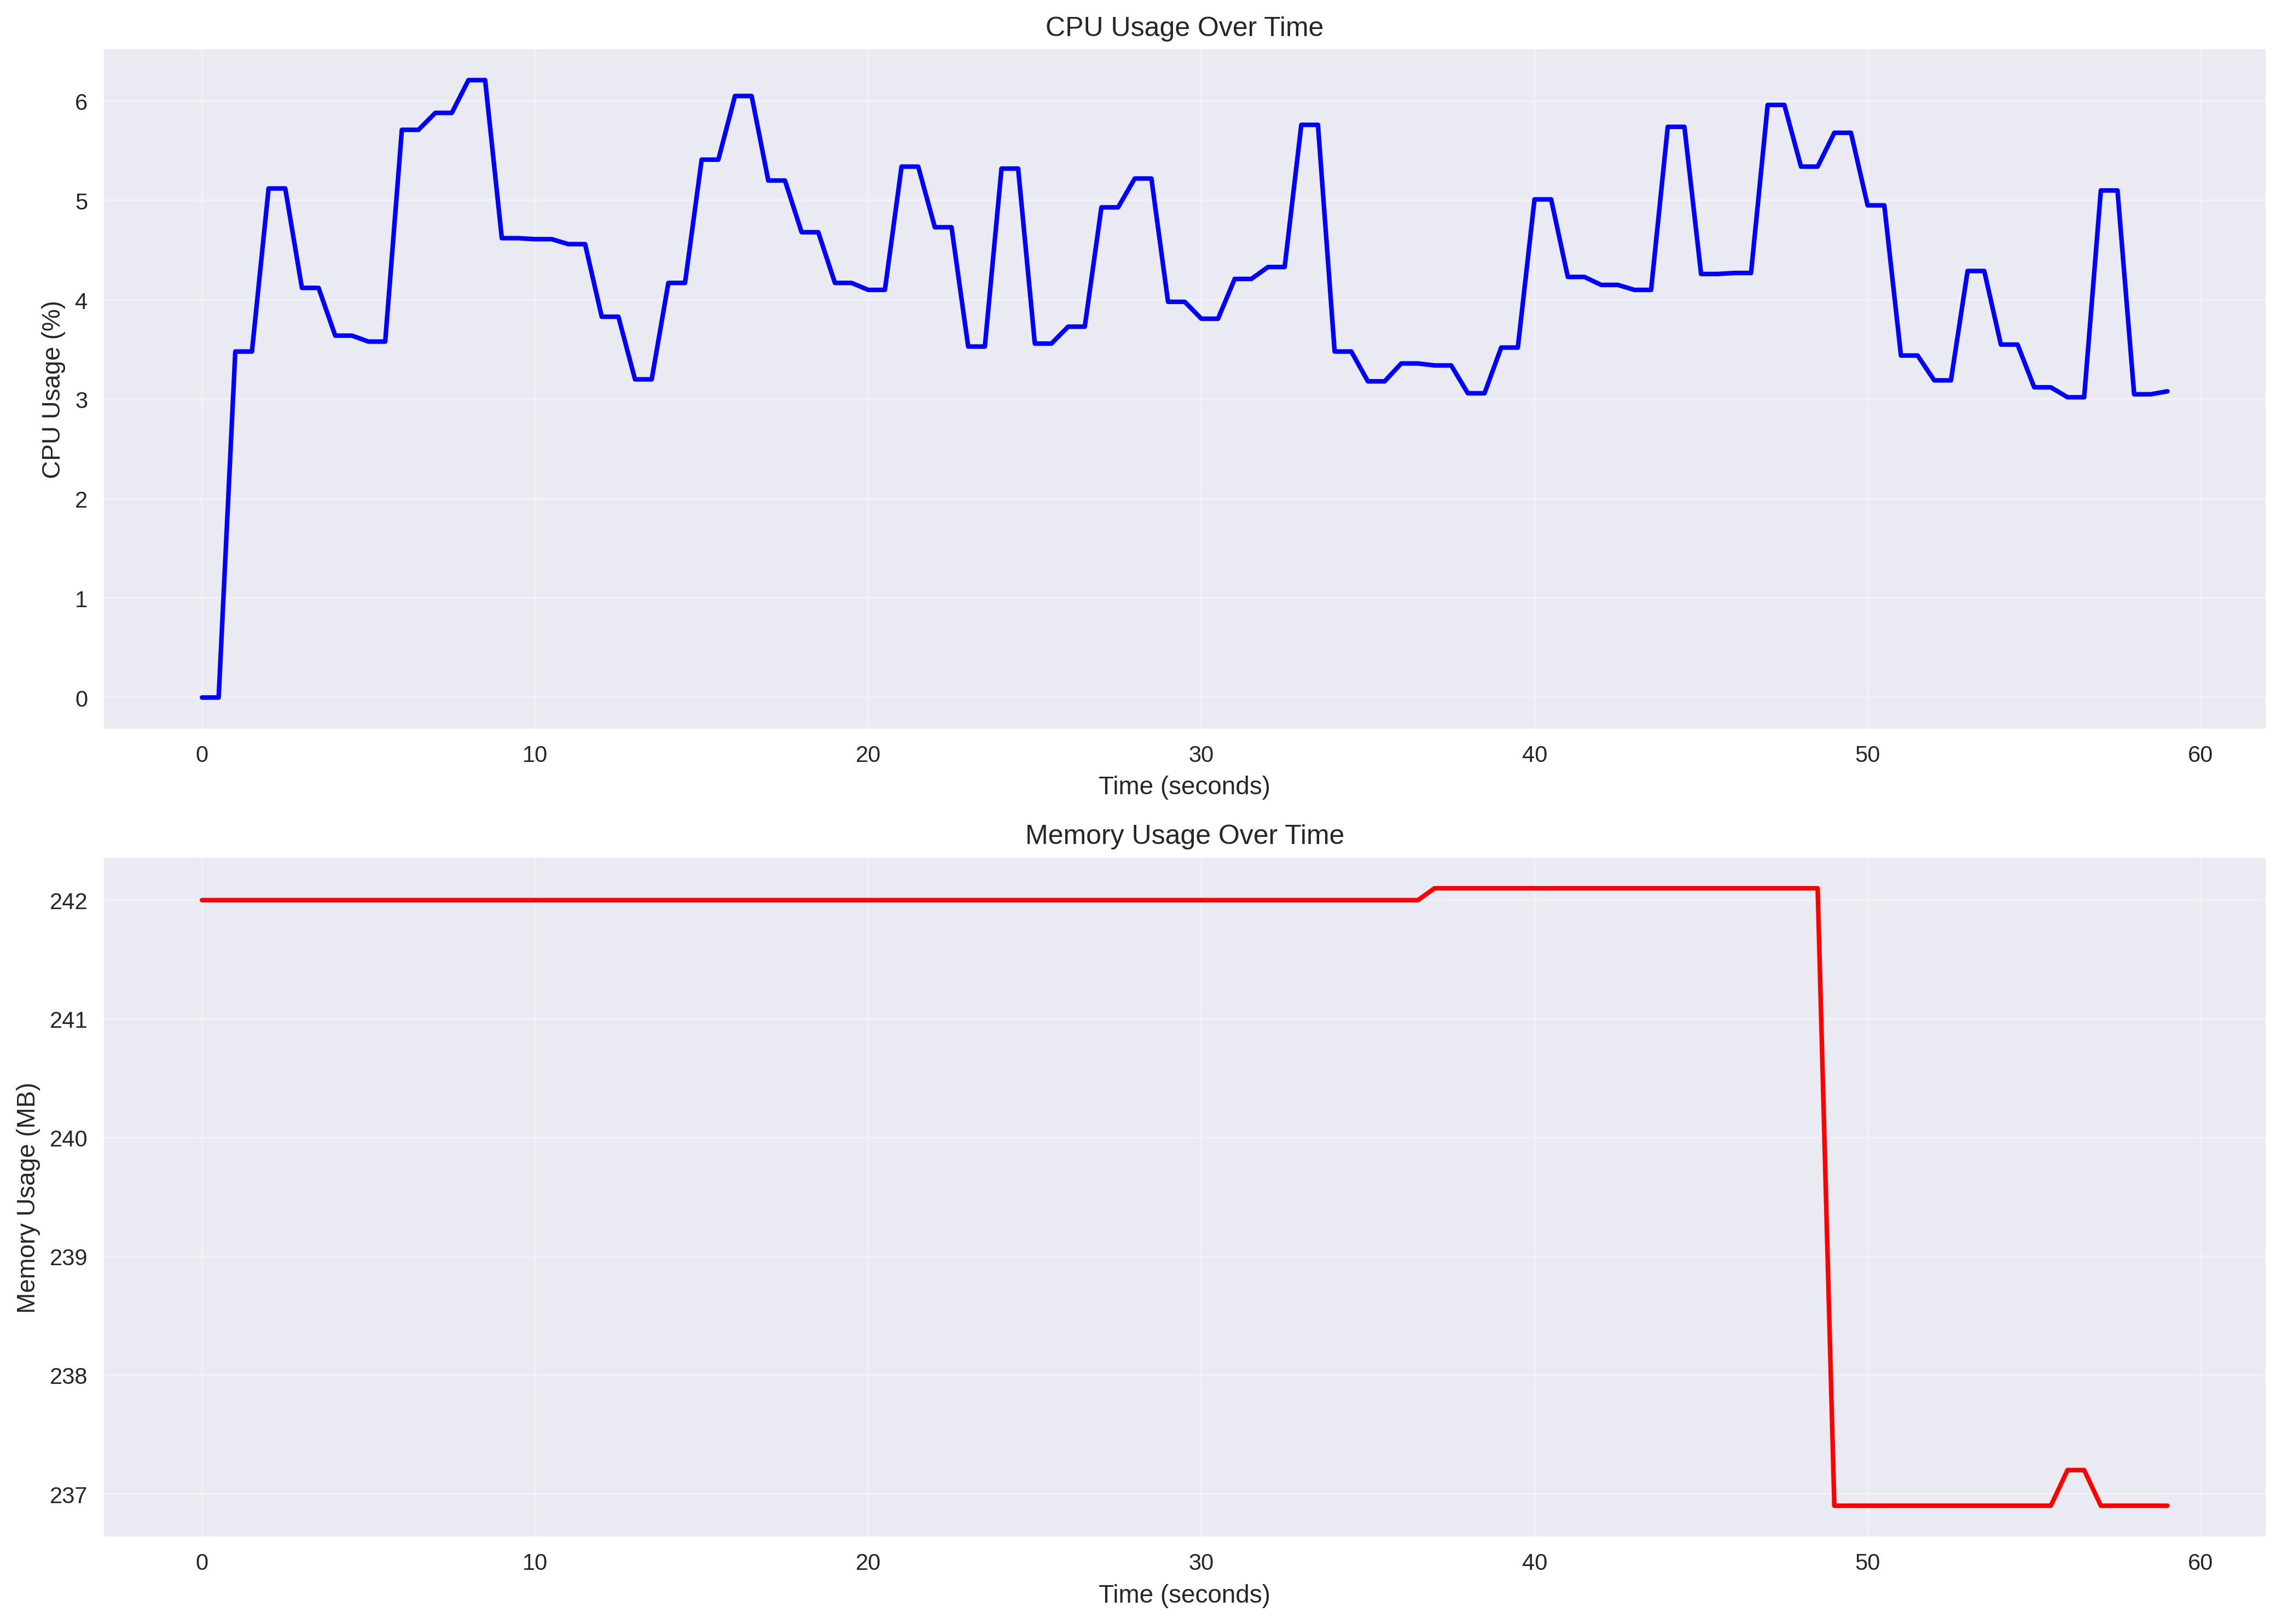 CPU Usage Over Time
CPU Usage (%)
6
5
4
3
2
1
0
0 10 20 30 40 50 60
Time (seconds)
Memory Usage Over Time
Memory Usage (MB)
242
241
240
239
238
237
0 10 20 30 40 50 60
Time (seconds)